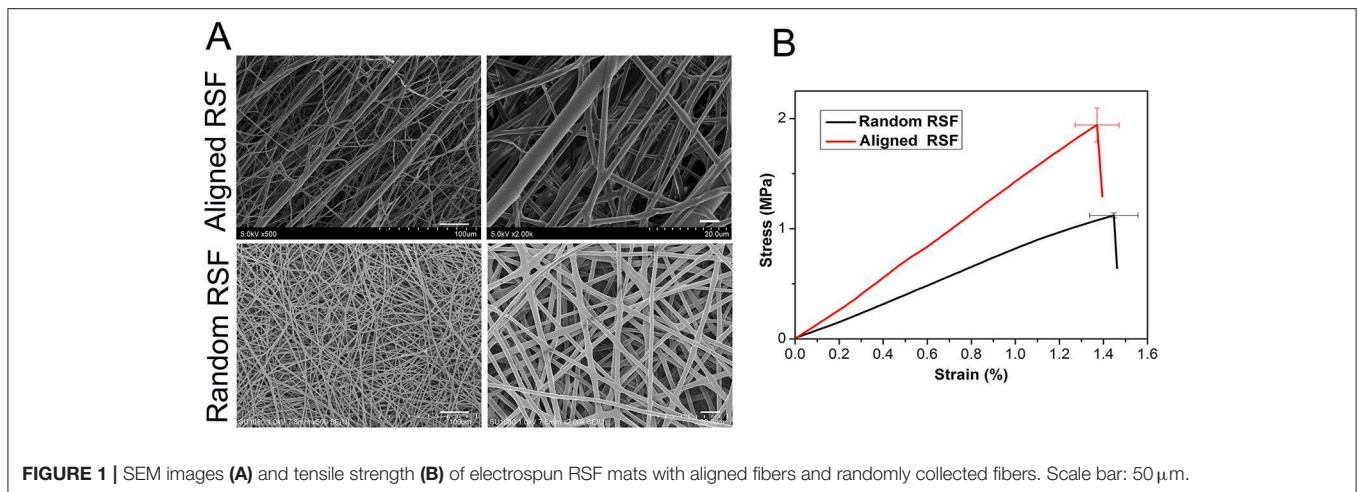 A
B
Aligned RSF
5.0kV x500
100um
5.0kV x2.00k
20.0um
Random RSF
100um
Random RSF
Aligned RSF
2
1
0
Stress (MPa)
0.0 0.2 0.4 0.6 0.8 1.0 1.2 1.4 1.6
Strain (%)
FIGURE 1 | SEM images (A) and tensile strength (B) of electrospun RSF mats with aligned fibers and randomly collected fibers. Scale bar: 50 μm.